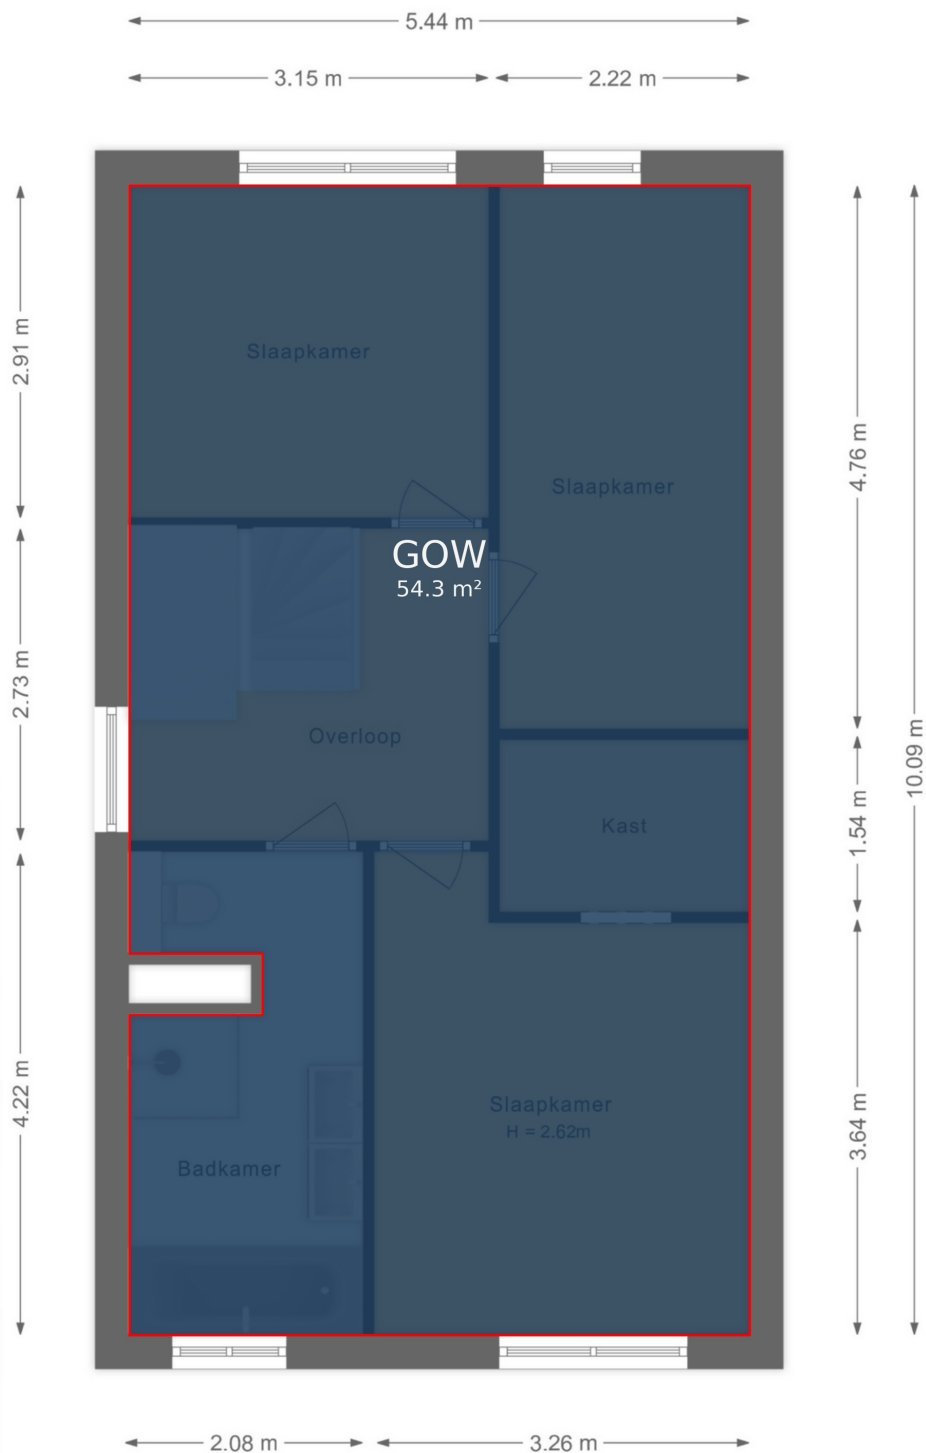 5.44 m
3.15 m
2.22 m
2.91 m
Slaapkamer
4.76 m
Slaapkamer
GOW
54.3 m²
2.73 m
Overloop
10.09 m
Kast
1.54 m
4.22 m
Slaapkamer
H = 2.62m
3.64 m
Badkamer
2.08 m
3.26 m